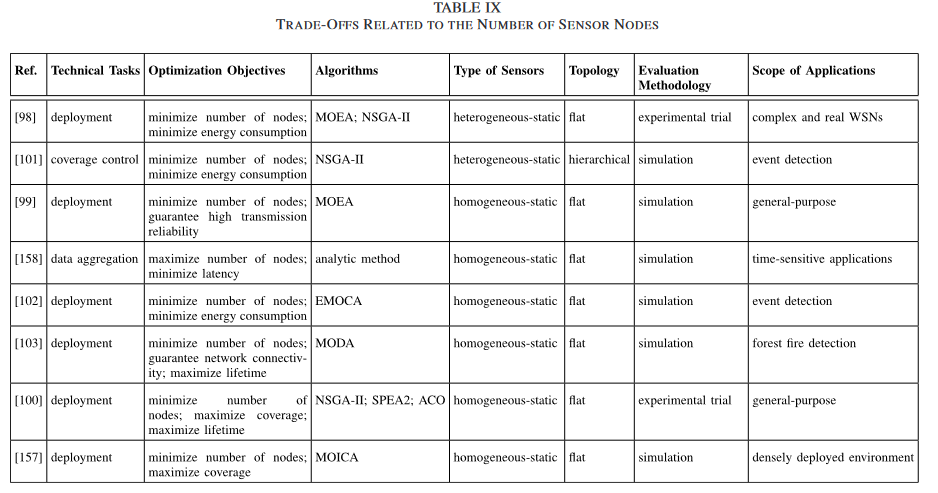 TABLE IX
TRADE-OFFS RELATED TO THE NUMBER OF SENSOR NODES
Ref. Technical Tasks Optimization Objectives Algorithms Type of Sensors Topology Evaluation Scope of Applications
Methodology
[98] deployment minimize number of nodes; MOEA; NSGA-II heterogeneous-static flat experimental trial complex and real WSNs
minimize energy consumption
[101] coverage control minimize number of nodes; NSGA-II heterogeneous-static hierarchical simulation event detection
minimize energy consumption
[99] deployment minimize number of nodes; MOEA homogeneous-static flat simulation general-purpose
guarantee high transmission
reliability
[158] data aggregation maximize number of nodes; analytic method homogeneous-static flat simulation time-sensitive applications
minimize latency
[102] deployment minimize number of nodes; EMOCA homogeneous-static flat simulation event detection
minimize energy consumption
[103] deployment minimize number of nodes; MODA homogeneous-static flat simulation forest fire detection
guarantee network connectiv-
ity; maximize lifetime
[100] deployment minimize number of NSGA-II; SPEA2; ACO homogeneous-static flat experimental trial general-purpose
nodes; maximize coverage;
maximize lifetime
[157] deployment minimize number of nodes; MOICA homogeneous-static flat simulation densely deployed environment
maximize coverage